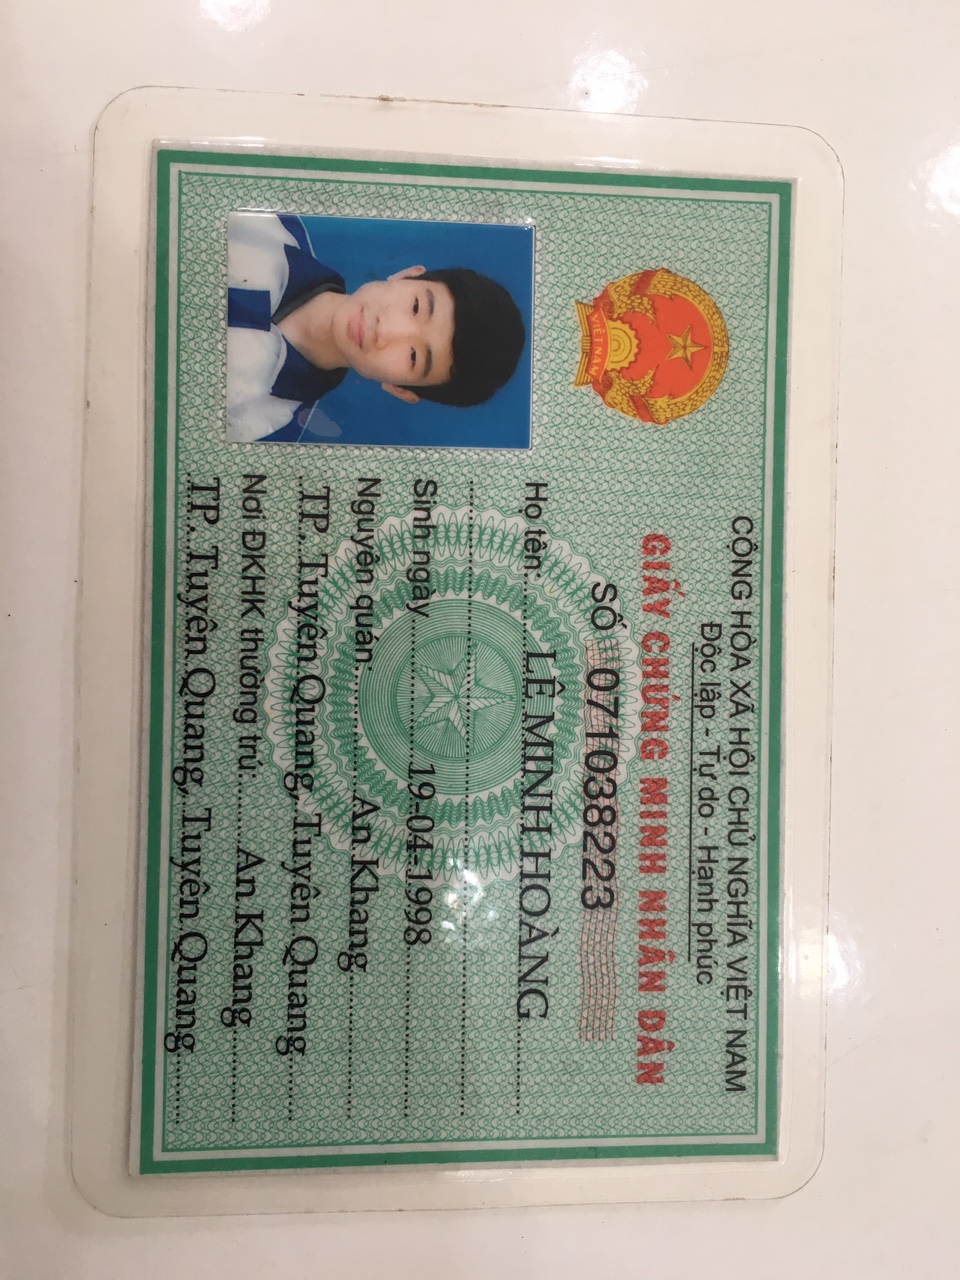 CỘNG HÒA XÃ HỘI CHỦ NGHĨA VIỆT NAM
Độc lập - Tự do - Hạnh phúc
GIẤY CHỨNG MINH NHÂN DÂN
SỐ 071038223
VIỆT NAM
Họ tên: LÊ MINH HOÀNG
Sinh ngày 19-04-1998
Nguyên quán: An Khang
TP. Tuyên Quang, Tuyên Quang
Nơi ĐKHK thường trú: An Khang
TP. Tuyên Quang, Tuyên Quang